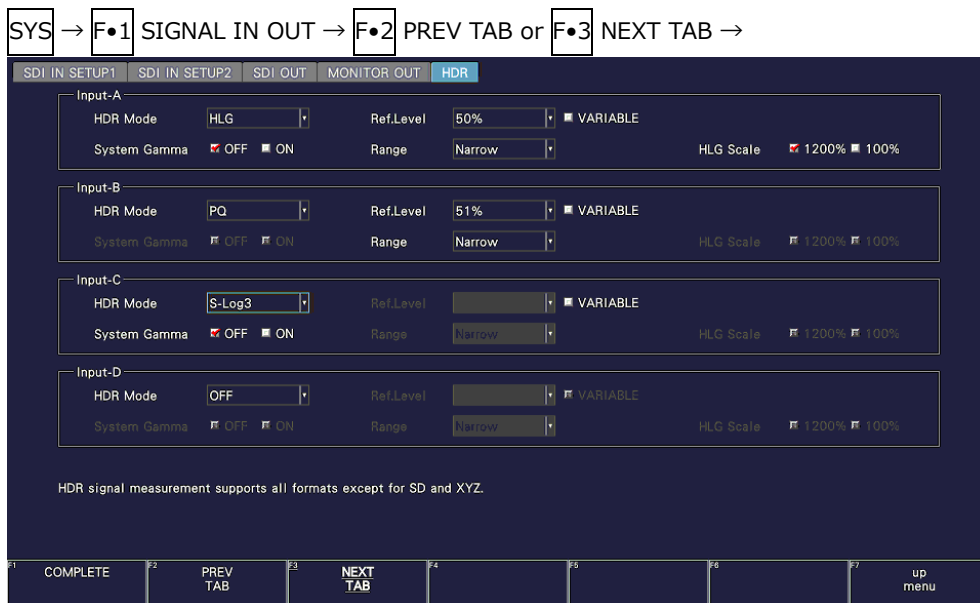 SYS → F•1 SIGNAL IN OUT → F•2 PREV TAB or F•3 NEXT TAB →
SDI IN SETUP1 SDI IN SETUP2 SDI OUT MONITOR OUT HDR
Input-A
HDR Mode HLG Ref.Level 50% VARIABLE
System Gamma OFF ON Range Narrow HLG Scale 1200% 100%
Input-B
HDR Mode PQ Ref.Level 51% VARIABLE
System Gamma OFF ON Range Narrow HLG Scale 1200% 100%
Input-C
HDR Mode S-Log3 Ref.Level VARIABLE
System Gamma OFF ON Range Narrow HLG Scale 1200% 100%
Input-D
HDR Mode OFF Ref.Level VARIABLE
System Gamma OFF ON Range Narrow HLG Scale 1200% 100%
HDR signal measurement supports all formats except for SD and XYZ.
F1 COMPLETE F2 PREV TAB F3 NEXT TAB F4 F5 F6 F7 up menu